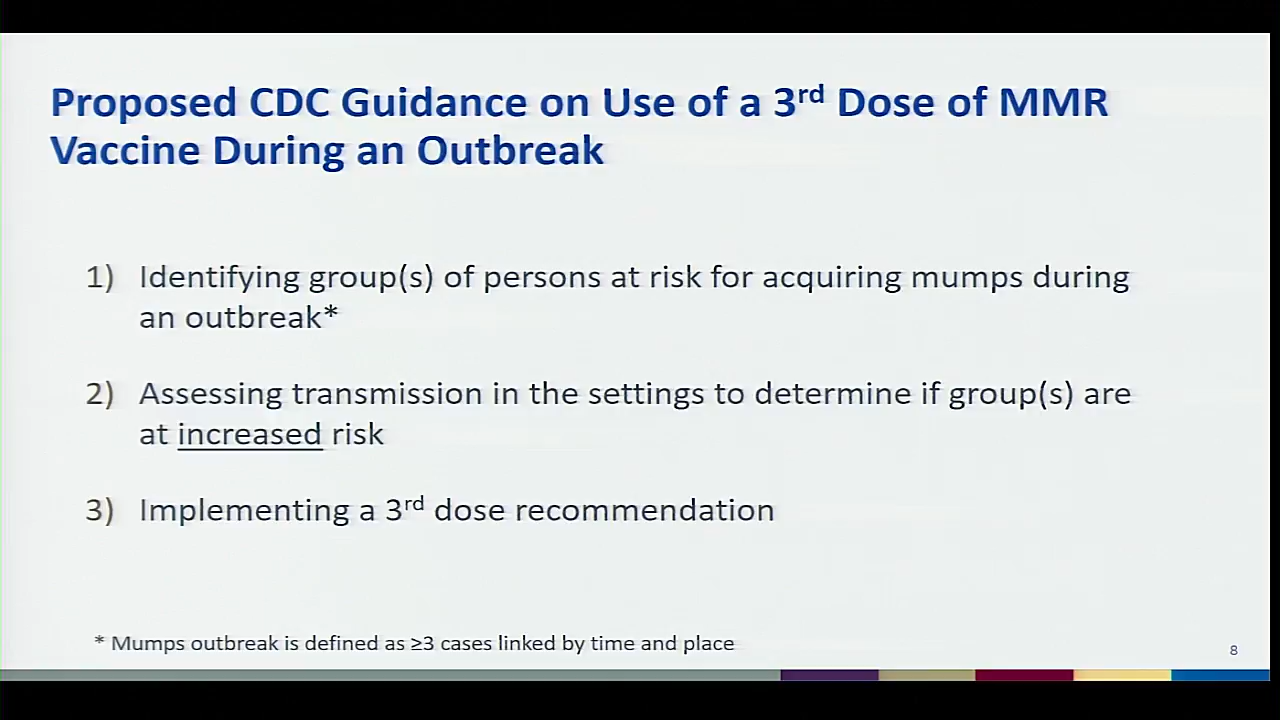 Proposed CDC Guidance on Use of a 3rd Dose of MMR
Vaccine During an Outbreak
1) Identifying group(s) of persons at risk for acquiring mumps during
an outbreak*
2) Assessing transmission in the settings to determine if group(s) are
at increased risk
3) Implementing a 3rd dose recommendation
* Mumps outbreak is defined as ≥3 cases linked by time and place
8